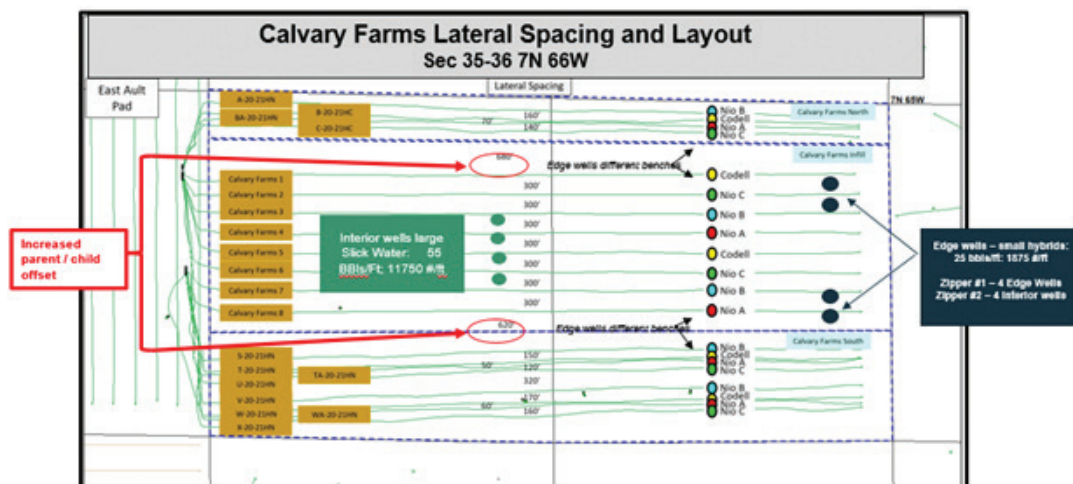 Calvary Farms Lateral Spacing and Layout
Sec 35-36 7N 66W
East Ault
Pad
Lateral Spacing
7N 65W
A-20-21HN
BA-20-21HN
B-20-21HC
C-20-21HC
70'
160'
140'
Nio B
Codell
Nio A
Nio C
Calvary Farms North
680'
Edge wells different benches
Calvary Farms Infill
Calvary Farms 1
Calvary Farms 2
Calvary Farms 3
Calvary Farms 4
Calvary Farms 5
Calvary Farms 6
Calvary Farms 7
Calvary Farms 8
300'
300'
300'
300'
300'
300'
300'
Codell
Nio C
Nio B
Nio A
Codell
Nio C
Nio B
Nio A
Interior wells large
Slick Water: 55
BBls/Ft; 11750 #/ft
Increased
parent / child
offset
Edge wells – small hybrids:
25 bbls/ft: 1875 #/ft
Zipper #1 – 4 Edge Wells
Zipper #2 – 4 Interior wells
620'
Edge wells different benches
Calvary Farms South
S-20-21HN
T-20-21HN
U-20-21HN
V-20-21HN
W-20-21HN
X-20-21HN
TA-20-21HN
WA-20-21HN
50'
60'
150'
120'
320'
170'
160'
Nio B
Codell
Nio A
Nio C
Nio B
Codell
Nio A
Nio C